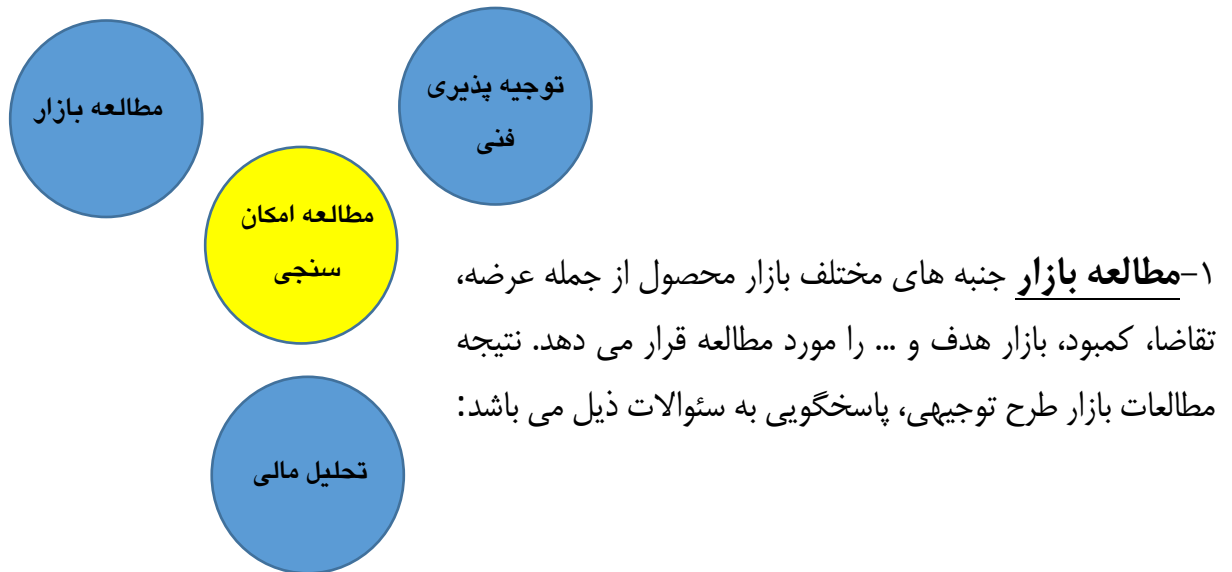 توجیه پذیری
فنی
مطالعه بازار
مطالعه امکان
سنجی
۱-مطالعه بازار جنبه های مختلف بازار محصول از جمله عرضه،
تقاضا، کمبود، بازار هدف و ... را مورد مطالعه قرار می دهد. نتیجه
مطالعات بازار طرح توجیهی، پاسخگویی به سئوالات ذیل می باشد:
تحلیل مالی